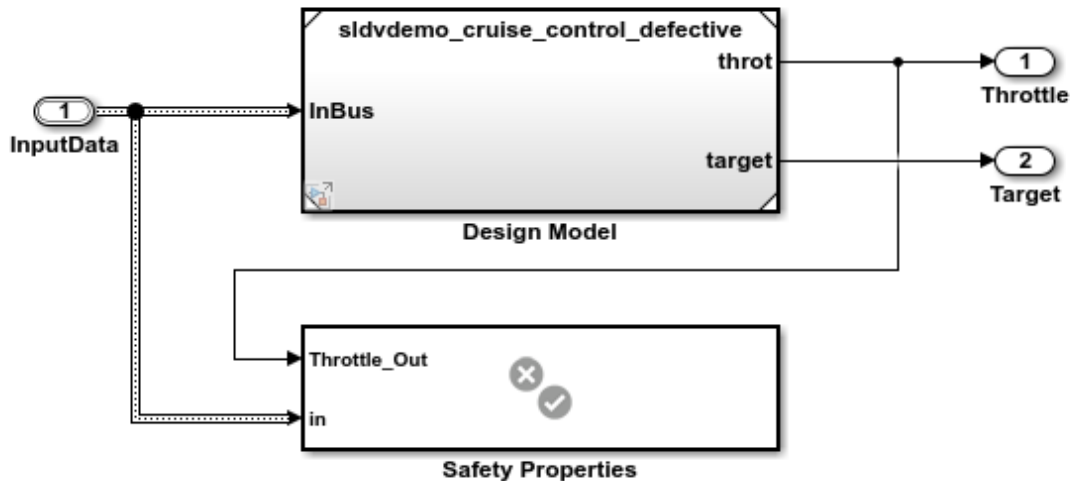 sldvdemo_cruise_control_defective
throt
1
Throttle
1
InBus
InputData
target
2
Target
Design Model
Throttle_Out
in
Safety Properties